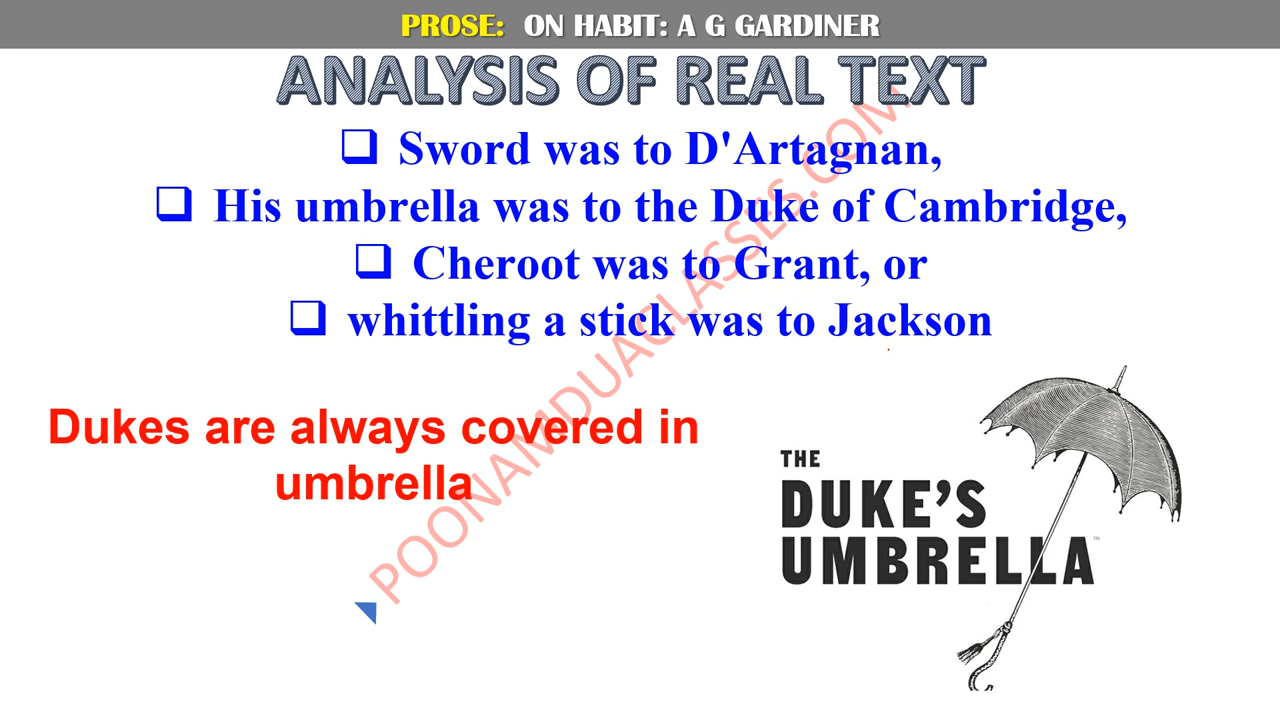 PROSE: ON HABIT: A G GARDINER
ANALYSIS OF REAL TEXT
❑ Sword was to D'Artagnan,
❑ His umbrella was to the Duke of Cambridge,
❑ Cheroot was to Grant, or
❑ whittling a stick was to Jackson
Dukes are always covered in
umbrella
THE
DUKE'S
UMBRELLA™
POONAMDUACLASSES.COM